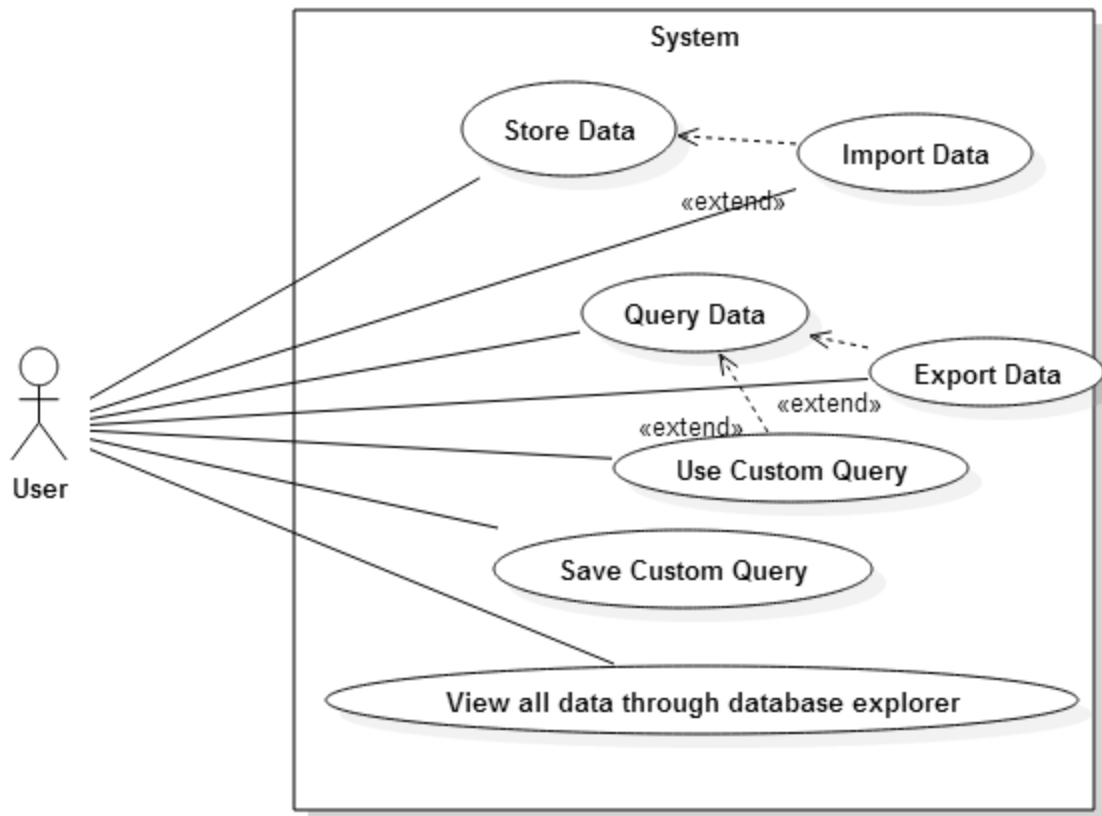 System
Store Data
Import Data
«extend»
Query Data
Export Data
«extend»
«extend»
Use Custom Query
User
Save Custom Query
View all data through database explorer